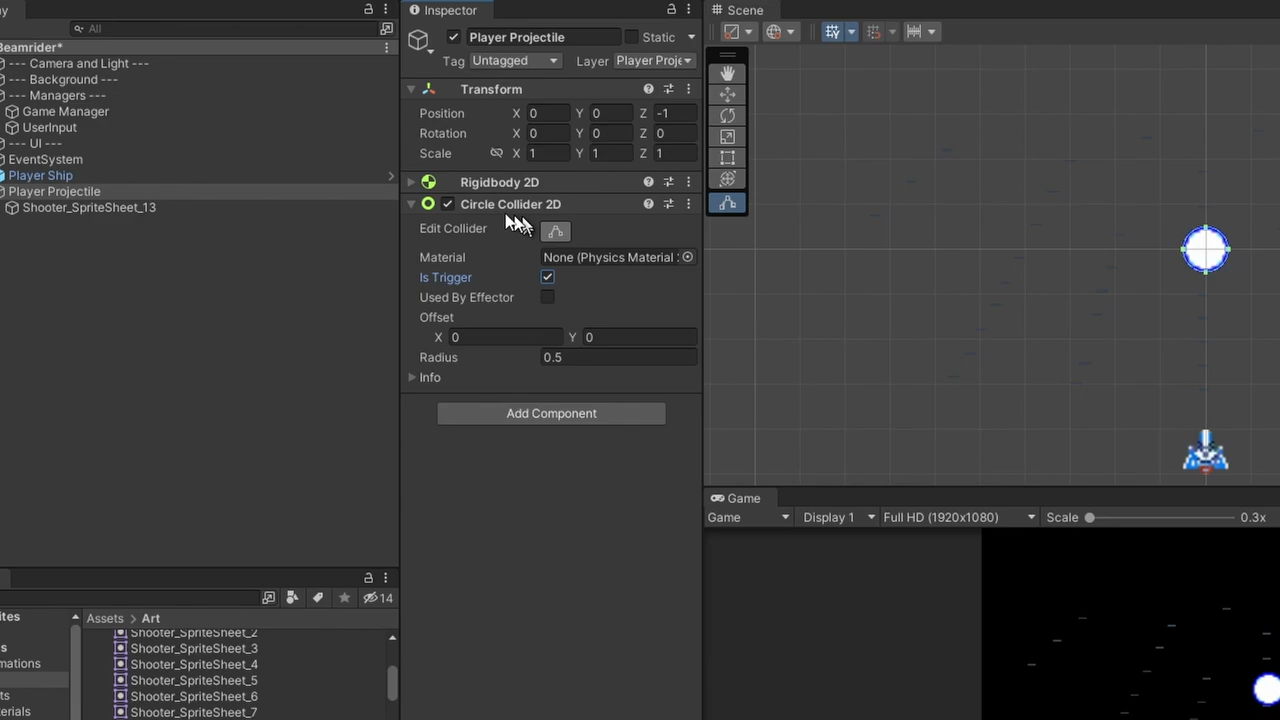 y
All
Beamrider*
--- Camera and Light ---
--- Background ---
--- Managers ---
Game Manager
UserInput
--- UI ---
EventSystem
Player Ship
Player Projectile
Shooter_SpriteSheet_13
Inspector
Player Projectile
Static
Tag Untagged Layer Player Proje
Transform
Position X 0 Y 0 Z -1
Rotation X 0 Y 0 Z 0
Scale X 1 Y 1 Z 1
Rigidbody 2D
Circle Collider 2D
Edit Collider
Material None (Physics Material
Is Trigger
Used By Effector
Offset
X 0 Y 0
Radius 0.5
Info
Add Component
Scene
Game
Game Display 1 Full HD (1920x1080) Scale 0.3x
14
ites
s
mations
ts
terials
Assets > Art
Shooter_SpriteSheet_2
Shooter_SpriteSheet_3
Shooter_SpriteSheet_4
Shooter_SpriteSheet_5
Shooter_SpriteSheet_6
Shooter_SpriteSheet_7